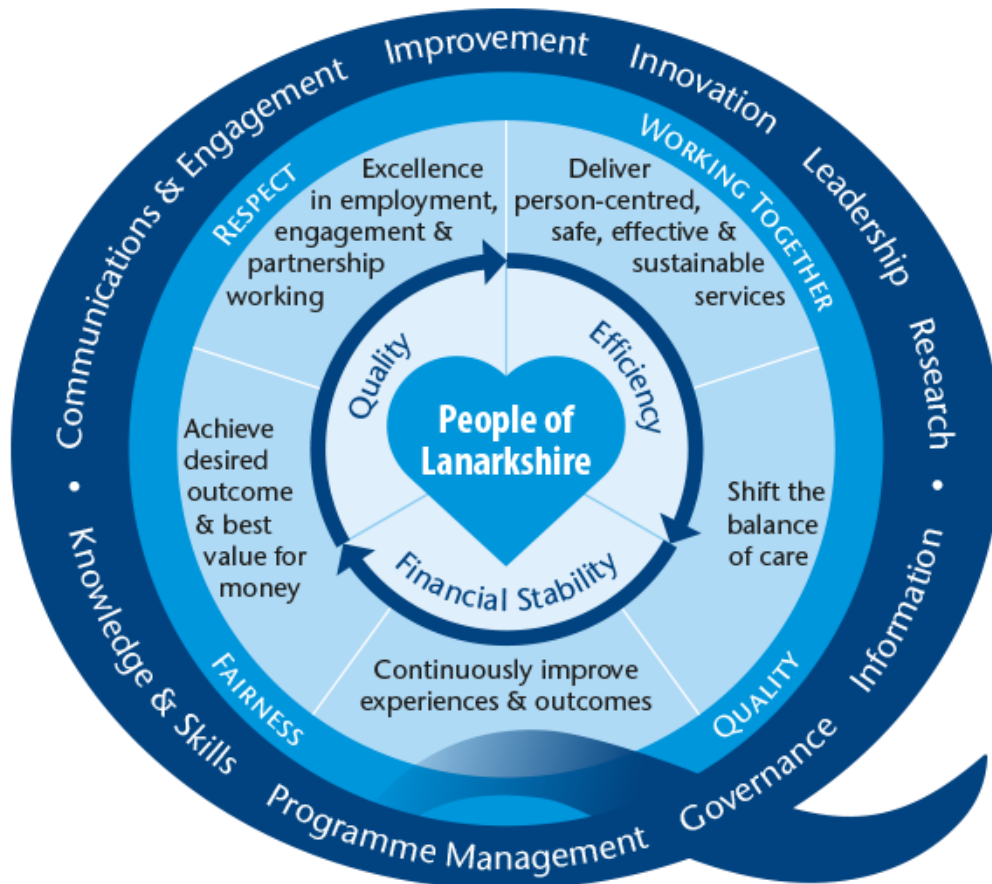 Communications & Engagement
Improvement
Innovation
Leadership
Research
•
Information
Governance
Programme Management
Knowledge & Skills
•
RESPECT
WORKING TOGETHER
QUALITY
FAIRNESS
Excellence
in employment,
engagement &
partnership
working
Deliver
person-centred,
safe, effective &
sustainable
services
Shift the
balance
of care
Continuously improve
experiences & outcomes
Achieve
desired
outcome
& best
value for
money
Quality
Efficiency
Financial Stability
People of
Lanarkshire